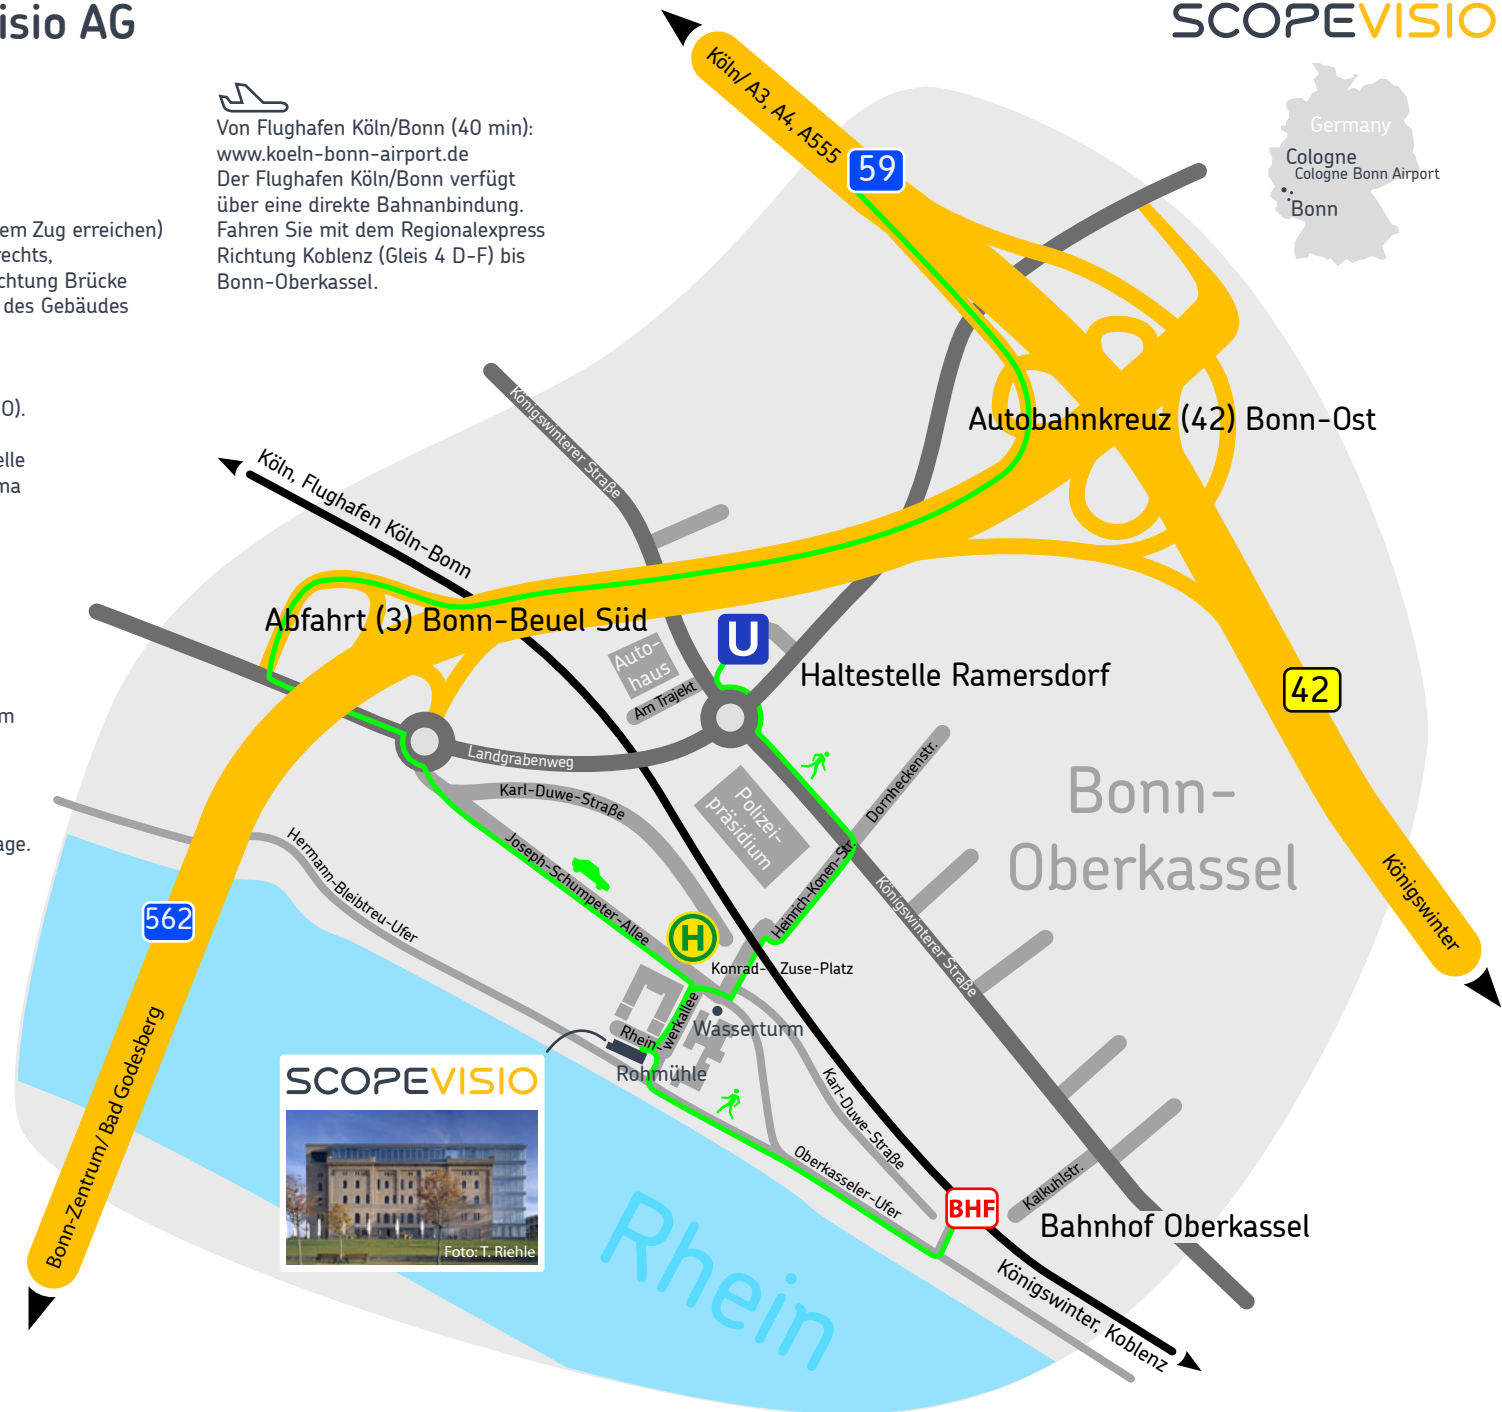 isio AG
SCOPEVISIO
Von Flughafen Köln/Bonn (40 min):
www.koeln-bonn-airport.de
Der Flughafen Köln/Bonn verfügt
über eine direkte Bahnanbindung.
Fahren Sie mit dem Regionalexpress
Richtung Koblenz (Gleis 4 D-F) bis
Bonn-Oberkassel.
em Zug erreichen)
rechts,
chtung Brücke
des Gebäudes
0).
elle
ma
m
age.
Germany
Cologne
Cologne Bonn Airport
Bonn
Köln/ A3, A4, A555
59
Autobahnkreuz (42) Bonn-Ost
Königswinterer Straße
Köln, Flughafen Köln-Bonn
Abfahrt (3) Bonn-Beuel Süd
U
Auto-
haus
Am Trajekt
Haltestelle Ramersdorf
42
Landgrabenweg
Karl-Duwe-Straße
Polizei-
präsidium
Dornheckenstr.
Bonn-
Oberkassel
Hermann-Bleibtreu-Ufer
Joseph-Schumpeter-Allee
Heinrich-Konen-Str.
Königswinterer Straße
Königswinter
562
H
Konrad-Zuse-Platz
Rheinwerkallee
Wasserturm
Rohmühle
Bonn-Zentrum/ Bad Godesberg
SCOPEVISIO
Foto: T. Riehle
Karl-Duwe-Straße
Oberkasseler-Ufer
Kalkuhlstr.
BHF
Bahnhof Oberkassel
Rhein
Königswinter, Koblenz